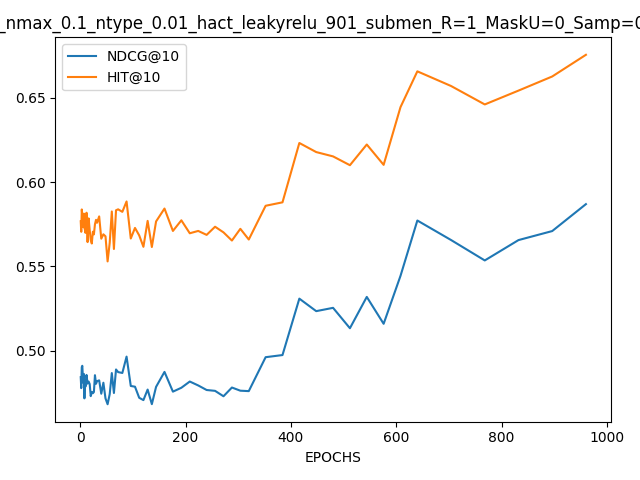 _nmax_0.1_ntype_0.01_hact_leakyrelu_901_submen_R=1_MaskU=0_Samp=0
NDCG@10
HIT@10
0.65
0.60
0.55
0.50
0 200 400 600 800 1000
EPOCHS